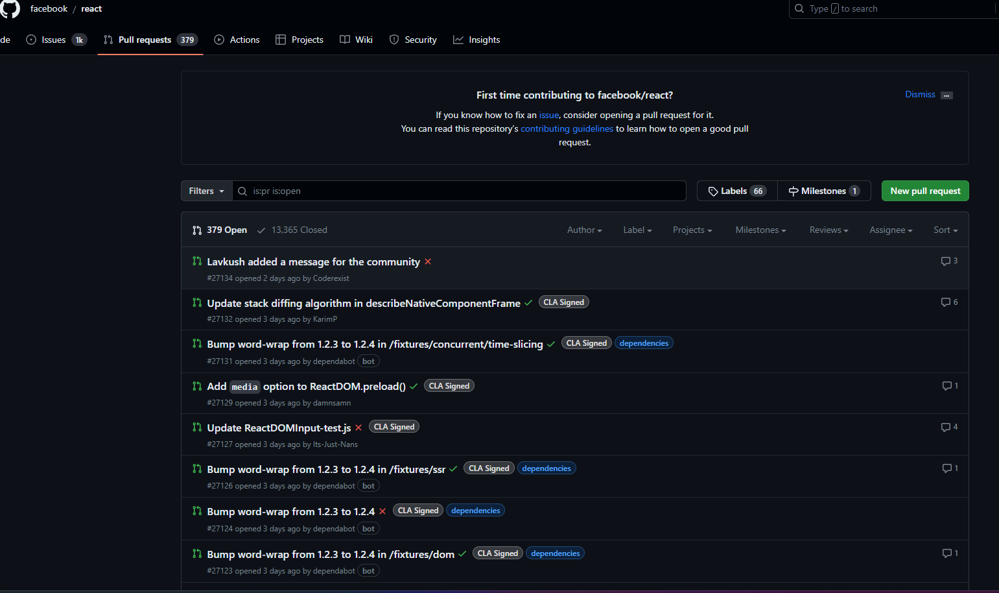 facebook / react
Type / to search
de
Issues 1k
Pull requests 379
Actions
Projects
Wiki
Security
Insights
First time contributing to facebook/react?
Dismiss ...
If you know how to fix an issue, consider opening a pull request for it.
You can read this repository’s contributing guidelines to learn how to open a good pull
request.
Filters
is:pr is:open
Labels 66
Milestones 1
New pull request
379 Open
13,365 Closed
Author
Label
Projects
Milestones
Reviews
Assignee
Sort
Lavkush added a message for the community
3
#27134 opened 2 days ago by Coderexist
Update stack diffing algorithm in describeNativeComponentFrame CLA Signed
6
#27132 opened 3 days ago by KarimP
Bump word-wrap from 1.2.3 to 1.2.4 in /fixtures/concurrent/time-slicing CLA Signed dependencies
#27131 opened 3 days ago by dependabot bot
Add media option to ReactDOM.preload() CLA Signed
1
#27129 opened 3 days ago by damnsamn
Update ReactDOMInput-test.js CLA Signed
4
#27127 opened 3 days ago by Its-Just-Nans
Bump word-wrap from 1.2.3 to 1.2.4 in /fixtures/ssr CLA Signed dependencies
1
#27126 opened 3 days ago by dependabot bot
Bump word-wrap from 1.2.3 to 1.2.4 CLA Signed dependencies
#27124 opened 3 days ago by dependabot bot
Bump word-wrap from 1.2.3 to 1.2.4 in /fixtures/dom CLA Signed dependencies
1
#27123 opened 3 days ago by dependabot bot